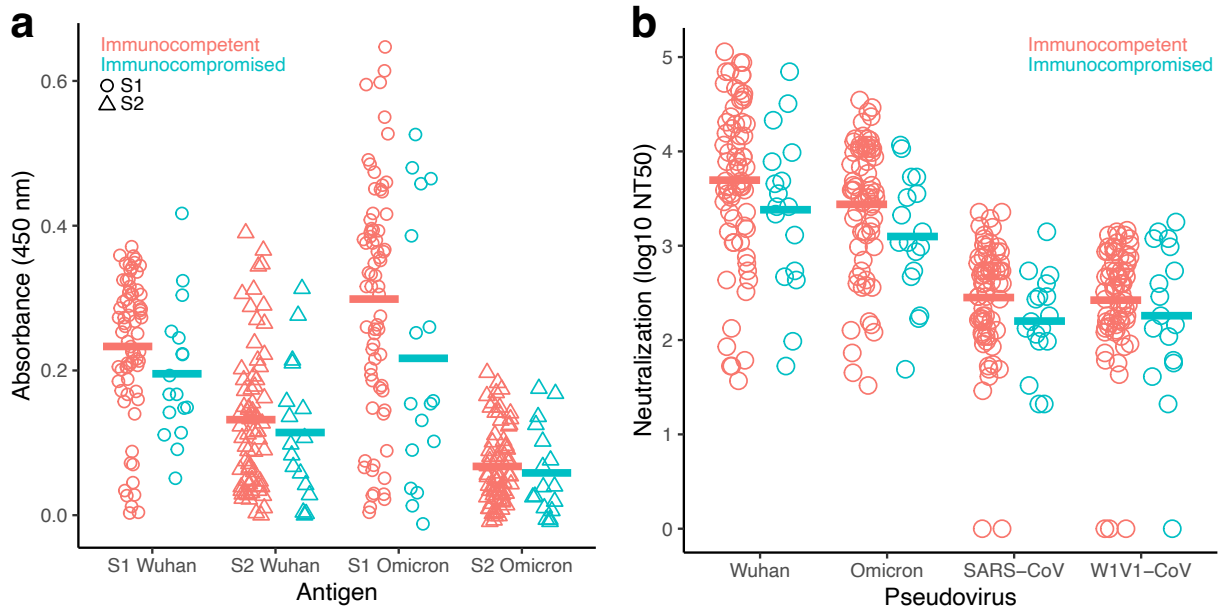 a
Immunocompetent
Immunocompromised
S1
S2
Absorbance (450 nm)
0.6
0.4
0.2
0.0
S1 Wuhan
S2 Wuhan
S1 Omicron
S2 Omicron
Antigen
b
Immunocompetent
Immunocompromised
Neutralization (log10 NT50)
5
4
3
2
1
0
Wuhan
Omicron
SARS−CoV
W1V1−CoV
Pseudovirus